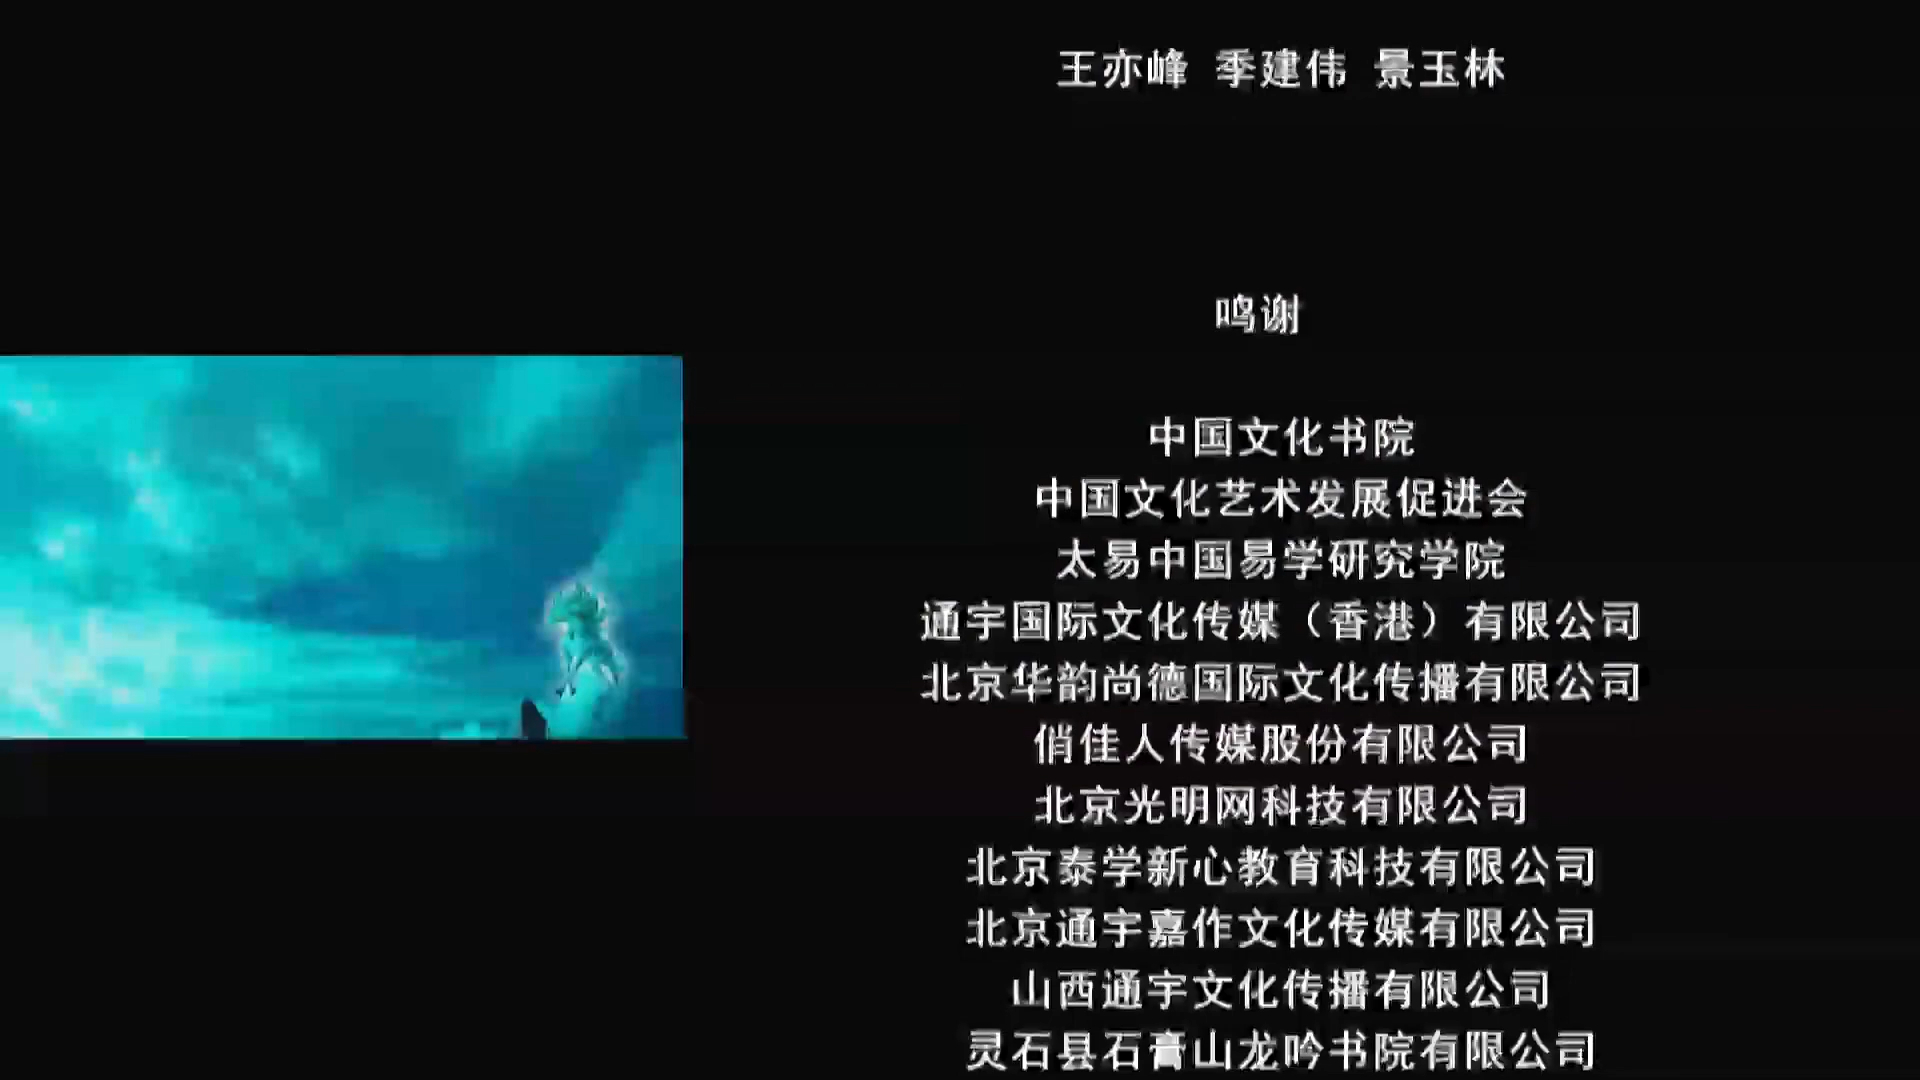 王亦峰 季建伟 景玉林
鸣谢
中国文化书院
中国文化艺术发展促进会
太易中国易学研究学院
通宇国际文化传媒（香港）有限公司
北京华韵尚德国际文化传播有限公司
俏佳人传媒股份有限公司
北京光明网科技有限公司
北京泰学新心教育科技有限公司
北京通宇嘉作文化传媒有限公司
山西通宇文化传播有限公司
灵石县石膏山龙吟书院有限公司